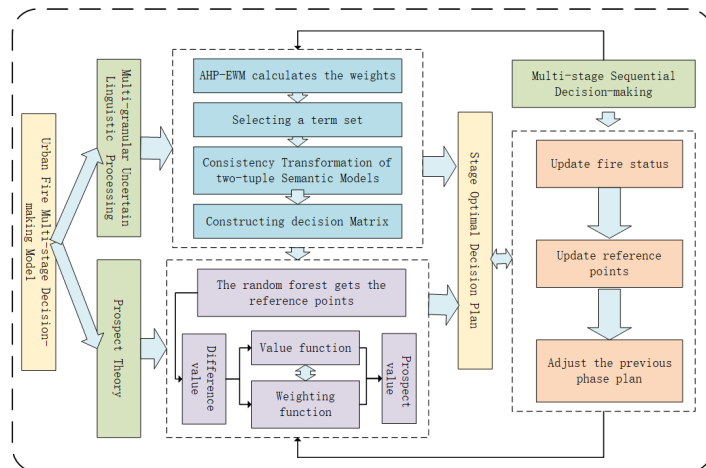 Urban Fire Multi-stage Decision-
making Model
Multi-granular Uncertain
Linguistic Processing
Prospect Theory
AHP-EWM calculates the weights
Selecting a term set
Consistency Transformation of
two-tuple Semantic Models
Constructing decision Matrix
The random forest gets the
reference points
Difference
value
Value function
Weighting
function
Prospect
value
Stage Optimal Decision Plan
Multi-stage Sequential
Decision-making
Update fire status
Update reference
points
Adjust the previous
phase plan